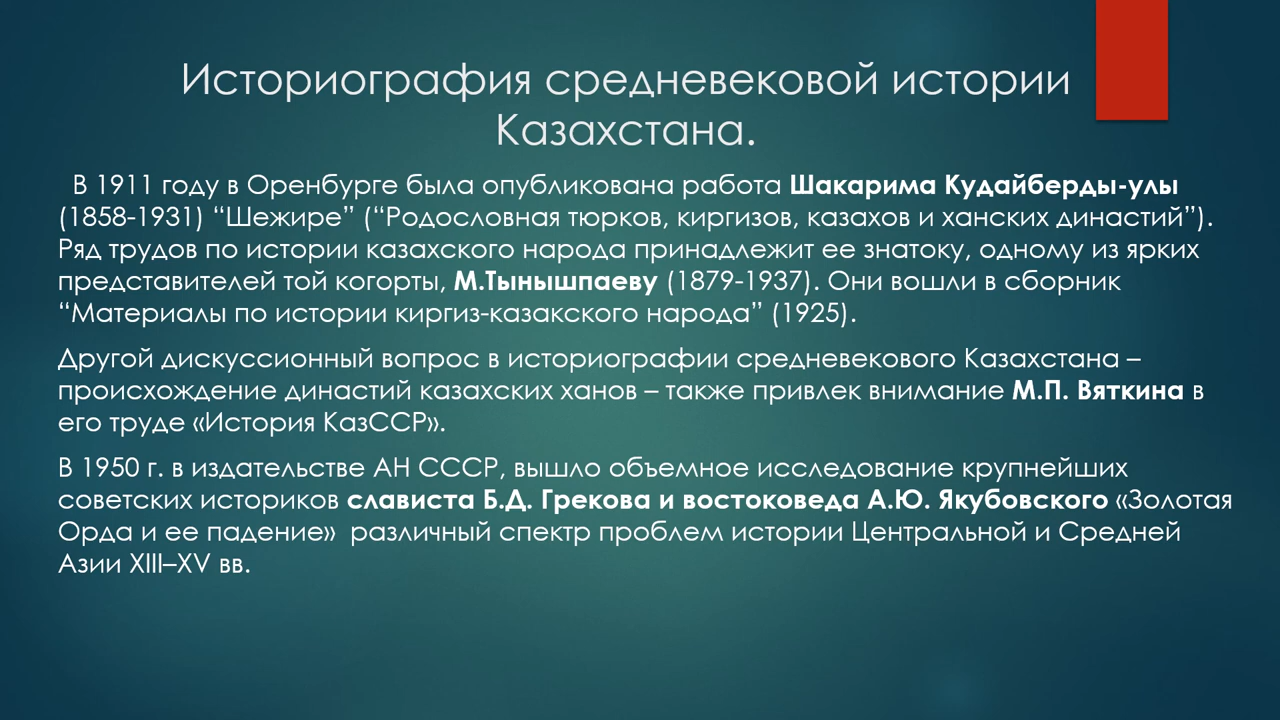 Историография средневековой истории
Казахстана.
В 1911 году в Оренбурге была опубликована работа Шакарима Кудайберды-улы
(1858-1931) “Шежире” (“Родословная тюрков, киргизов, казахов и ханских династий”).
Ряд трудов по истории казахского народа принадлежит ее знатоку, одному из ярких
представителей той когорты, М.Тынышпаеву (1879-1937). Они вошли в сборник
“Материалы по истории киргиз-казакского народа” (1925).
Другой дискуссионный вопрос в историографии средневекового Казахстана –
происхождение династий казахских ханов – также привлек внимание М.П. Вяткина в
его труде «История КазССР».
В 1950 г. в издательстве АН СССР, вышло объемное исследование крупнейших
советских историков слависта Б.Д. Грекова и востоковеда А.Ю. Якубовского «Золотая
Орда и ее падение»  различный спектр проблем истории Центральной и Средней
Азии XIII–XV вв.